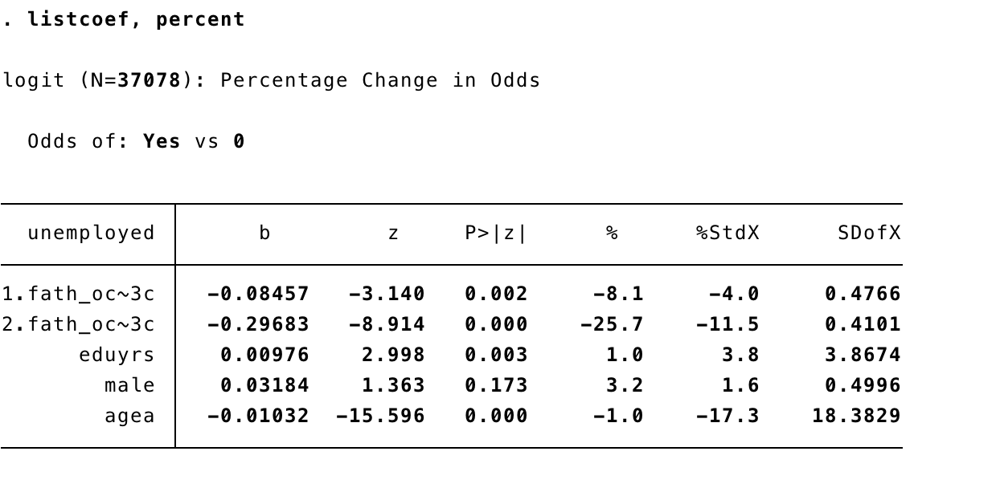 . listcoef, percent
logit (N=37078): Percentage Change in Odds
Odds of: Yes vs 0
unemployed b z P>|z| % %StdX SDofX
1.fath_oc~3c -0.08457 -3.140 0.002 -8.1 -4.0 0.4766
2.fath_oc~3c -0.29683 -8.914 0.000 -25.7 -11.5 0.4101
eduyrs 0.00976 2.998 0.003 1.0 3.8 3.8674
male 0.03184 1.363 0.173 3.2 1.6 0.4996
agea -0.01032 -15.596 0.000 -1.0 -17.3 18.3829